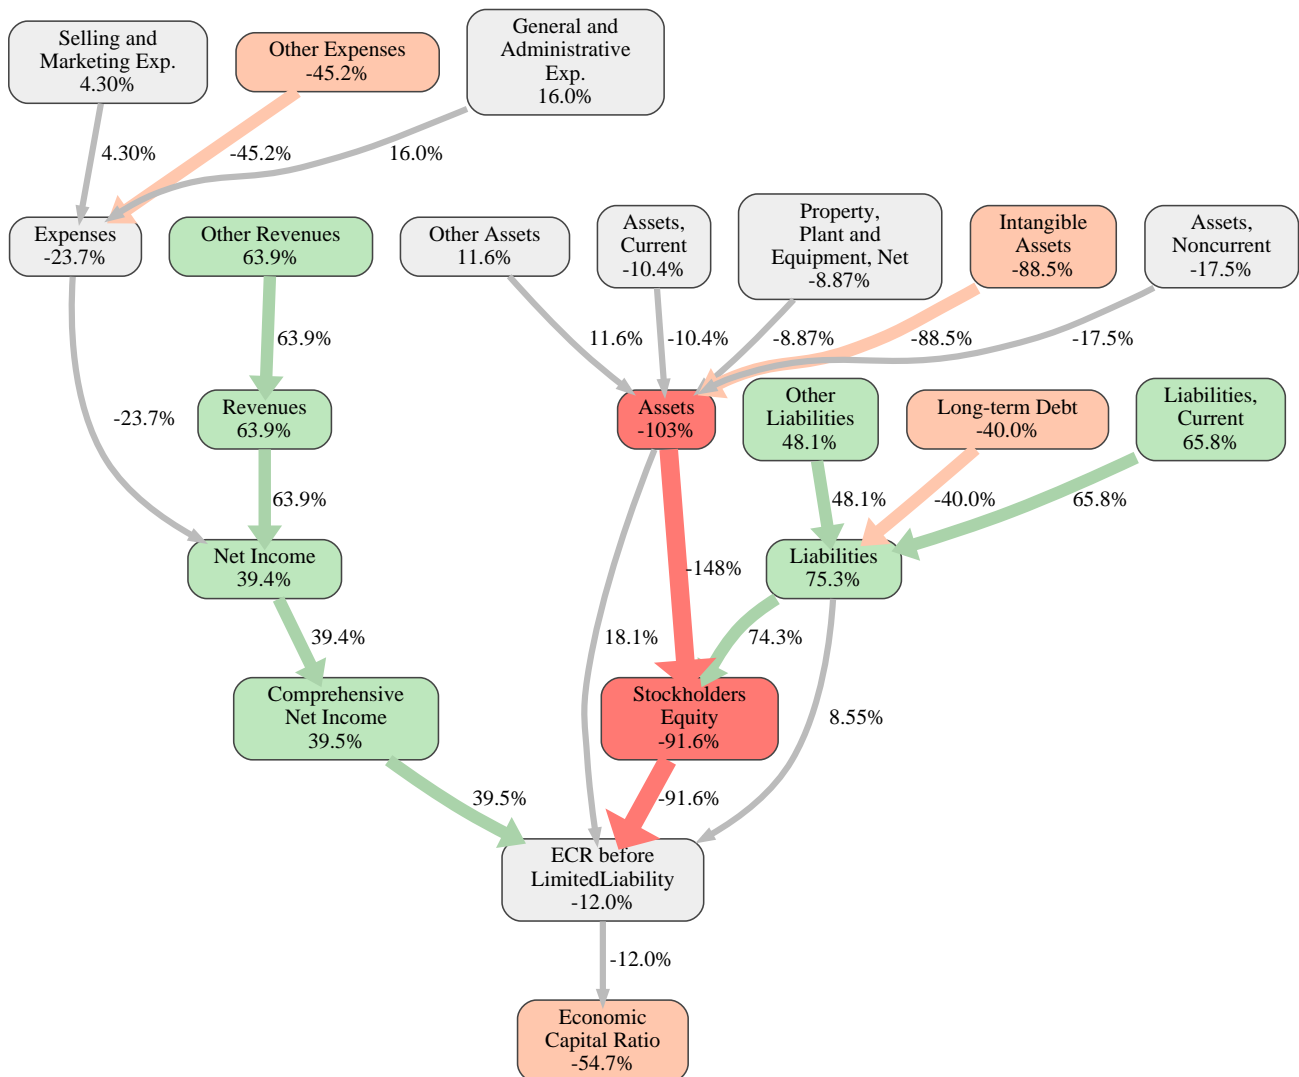 Selling and
Marketing Exp.
4.30%
Other Expenses
-45.2%
General and
Administrative
Exp.
16.0%
4.30%
-45.2%
16.0%
Expenses
-23.7%
Other Revenues
63.9%
Other Assets
11.6%
Assets,
Current
-10.4%
Property,
Plant and
Equipment, Net
-8.87%
Intangible
Assets
-88.5%
Assets,
Noncurrent
-17.5%
63.9%
11.6%
-10.4%
-8.87%
-88.5%
-17.5%
-23.7%
Revenues
63.9%
Assets
-103%
Other
Liabilities
48.1%
Long-term Debt
-40.0%
Liabilities,
Current
65.8%
63.9%
48.1%
-40.0%
65.8%
Net Income
39.4%
-148%
Liabilities
75.3%
39.4%
18.1%
74.3%
Comprehensive
Net Income
39.5%
Stockholders
Equity
-91.6%
8.55%
39.5%
-91.6%
ECR before
LimitedLiability
-12.0%
-12.0%
Economic
Capital Ratio
-54.7%